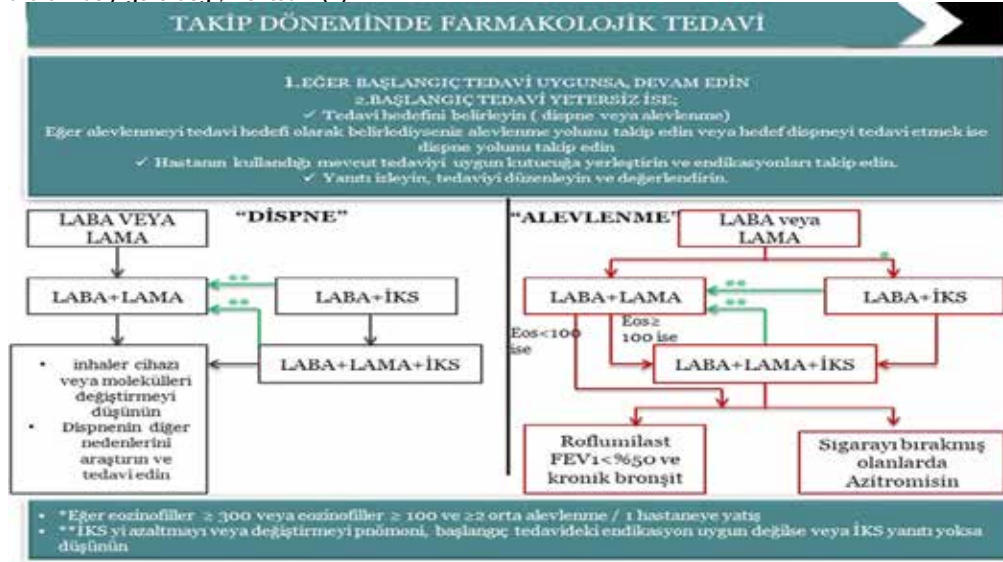 TAKİP DÖNEMİNDE FARMAKOLOJİK TEDAVİ
1.EĞER BAŞLANGIÇ TEDAVİ UYGUNSA, DEVAM EDİN
2.BAŞLANGIÇ TEDAVİ YETERSİZ İSE;
✓ Tedavi hedefini belirleyin ( dispne veya alevlenme)
Eğer alevlenmeyi tedavi hedefi olarak belirlediyseniz alevlenme yolunu takip edin veya hedef dispneyi tedavi etmek ise
dispne yolunu takip edin
✓ Hastanın kullandığı mevcut tedaviyi uygun kutucuğa yerleştirin ve endikasyonları takip edin.
✓ Yanıtı izleyin, tedaviyi düzenleyin ve değerlendirin.
LABA VEYA
LAMA
“DİSPNE”
LABA+LAMA
**
**
LABA+İKS
LABA+LAMA+İKS
• inhaler cihazı
veya molekülleri
değiştirmeyi
düşünün
• Dispnenin diğer
nedenlerini
araştırın ve
tedavi edin
“ALEVLENME”
LABA veya
LAMA
*
LABA+LAMA
**
**
LABA+İKS
Eos<100
ise
Eos≥
100 ise
LABA+LAMA+İKS
Roflumilast
FEV1<%50 ve
kronik bronşit
Sigarayı bırakmış
olanlarda
Azitromisin
• *Eğer eozinofiller ≥ 300 veya eozinofiller ≥ 100 ve ≥2 orta alevlenme / 1 hastaneye yatış
• **İKS yi azaltmayı veya değiştirmeyi pnömoni, başlangıç tedavideki endikasyon uygun değilse veya İKS yanıtı yoksa
düşünün